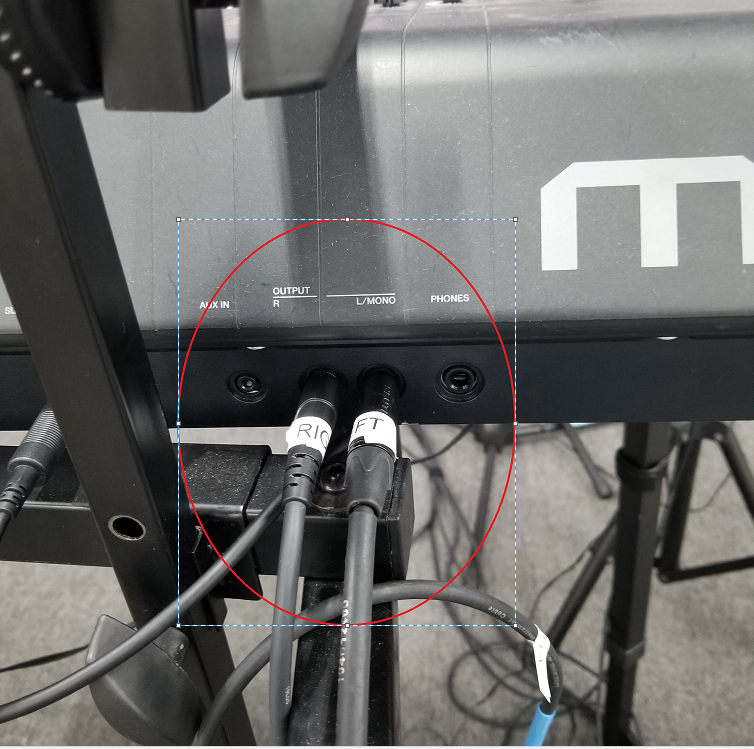 OUTPUT
AUX IN
R
L/MONO
PHONES
RIG
FT
m